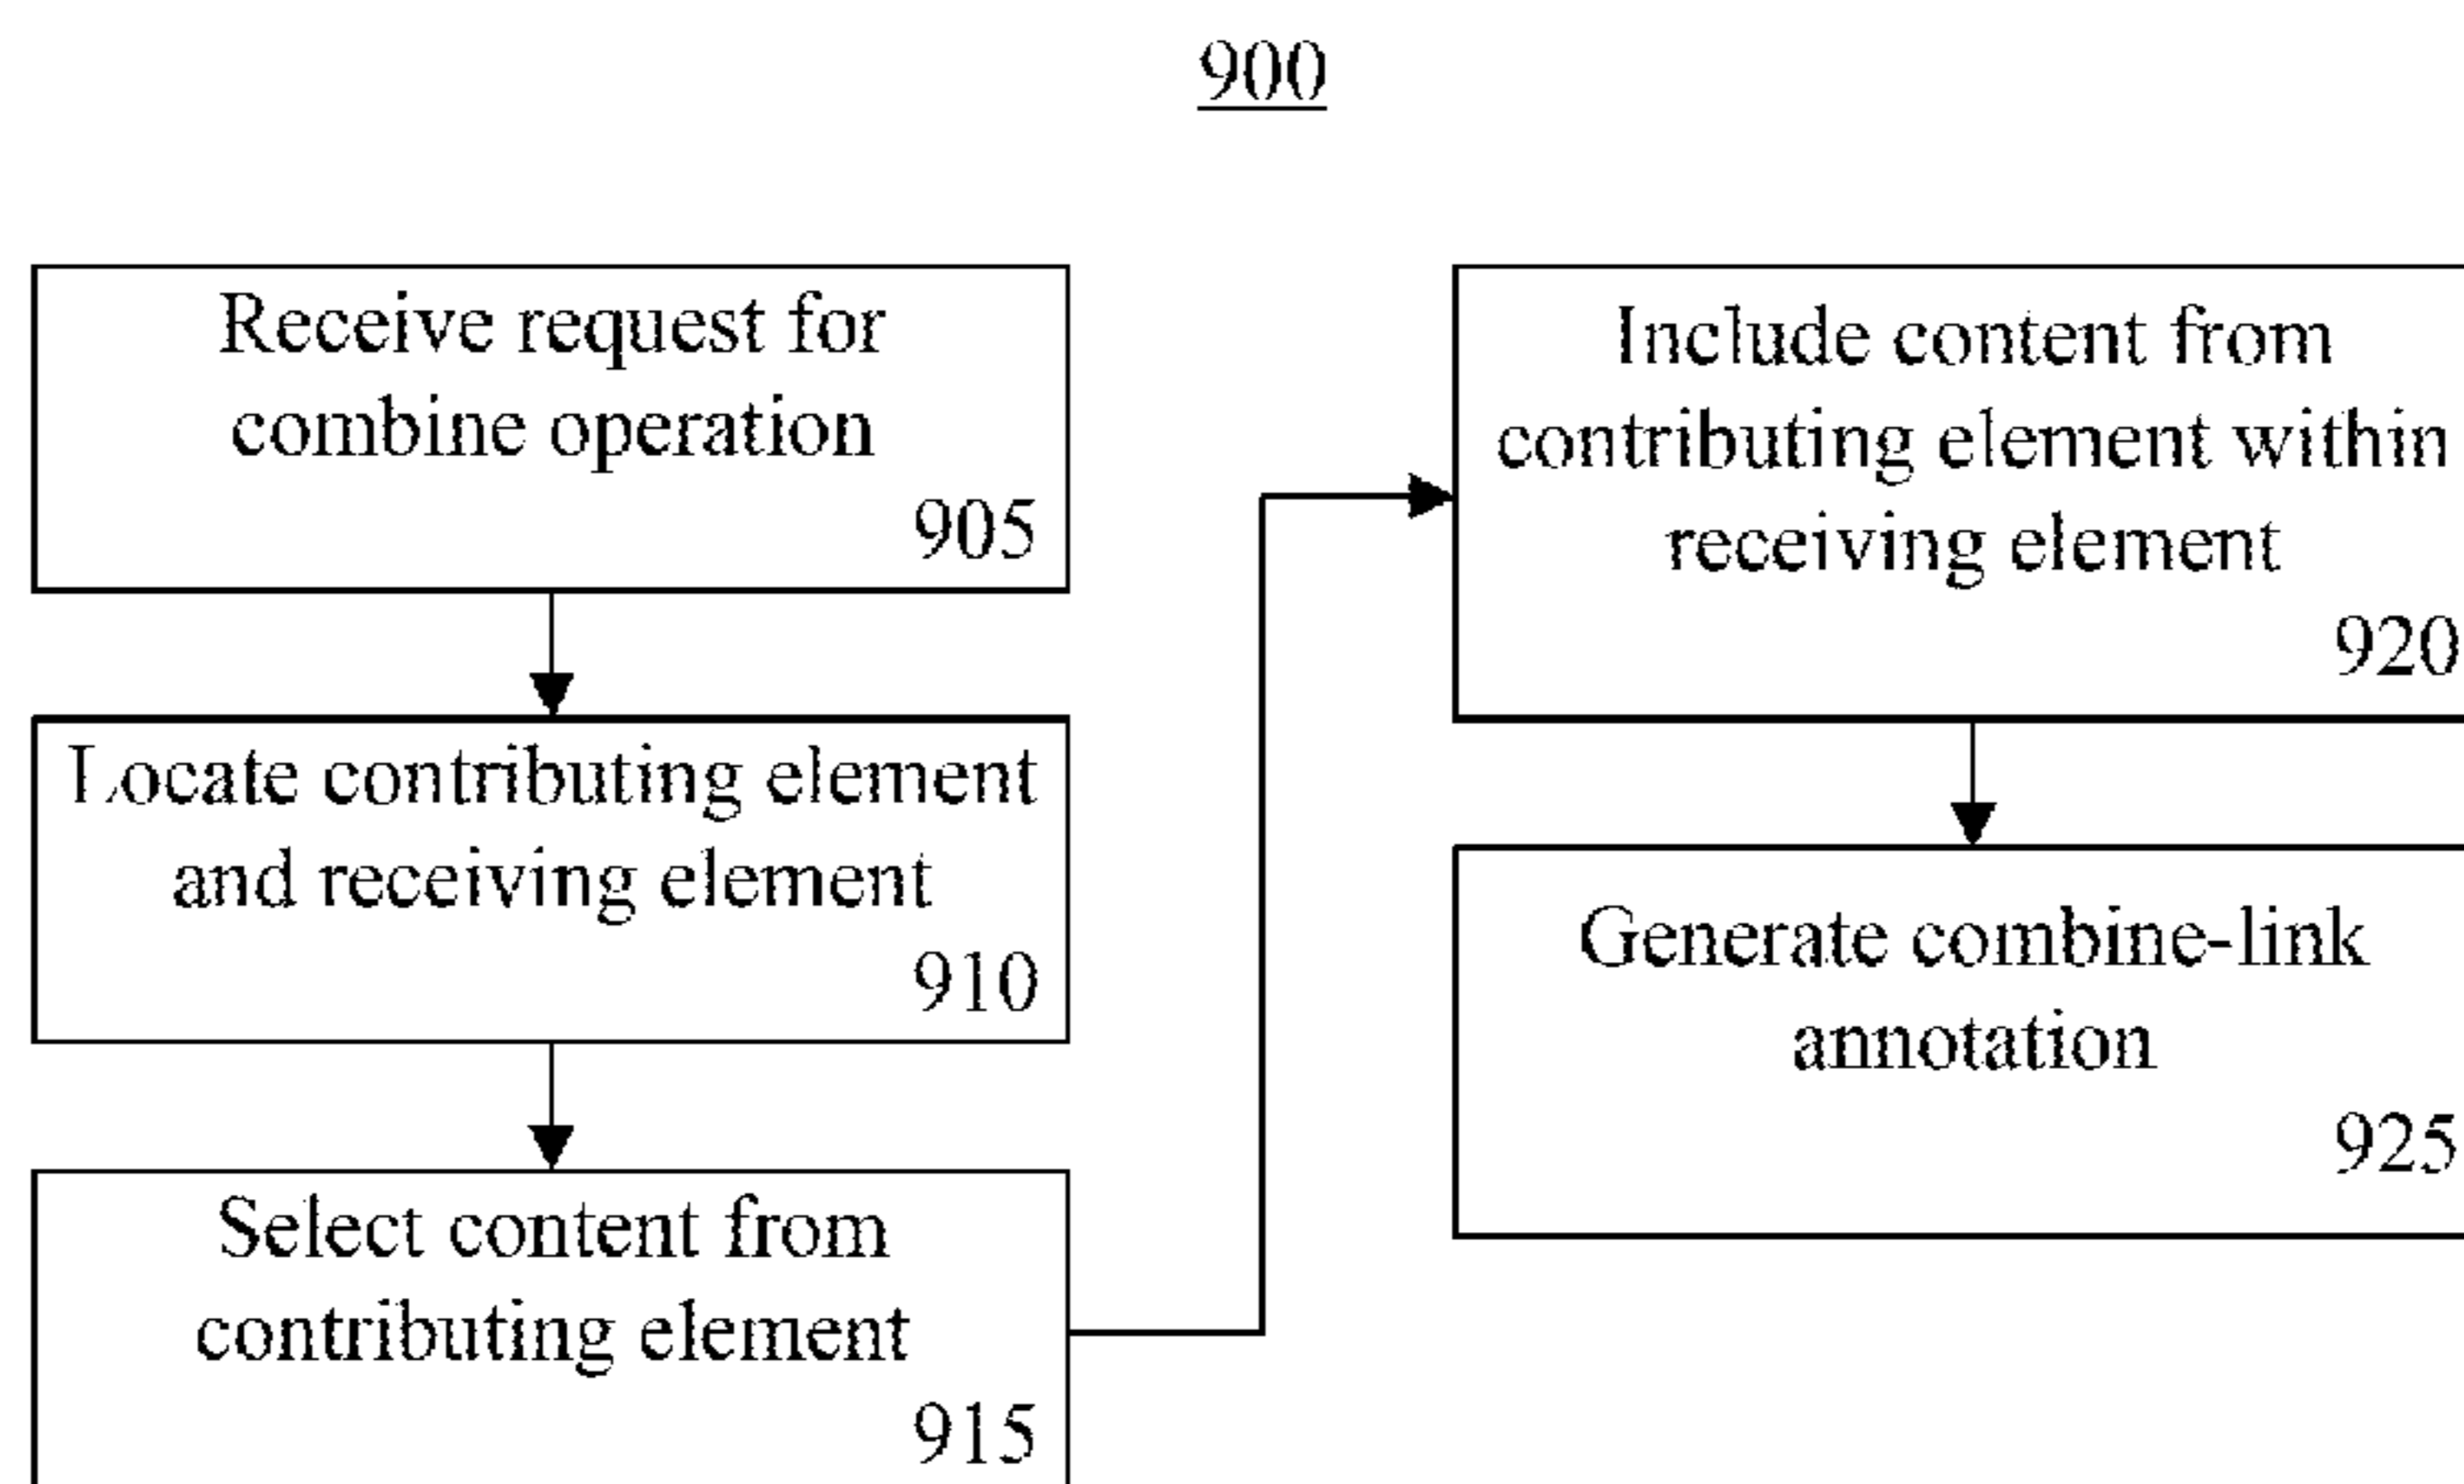 900
Receive request for
combine operation
905
Locate contributing element
and receiving element
910
Select content from
contributing element
915
Include content from
contributing element within
receiving element
920
Generate combine-link
annotation
925